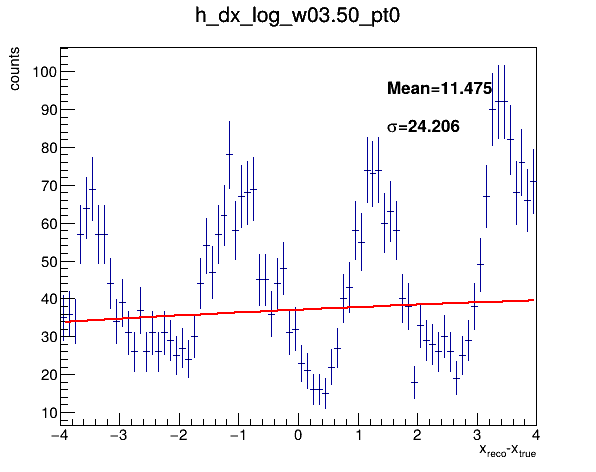 h_dx_log_w03.50_pt0
counts
Mean=11.475
σ=24.206
100
90
80
70
60
50
40
30
20
10
−4 −3 −2 −1 0 1 2 3 4
x_reco-x_true